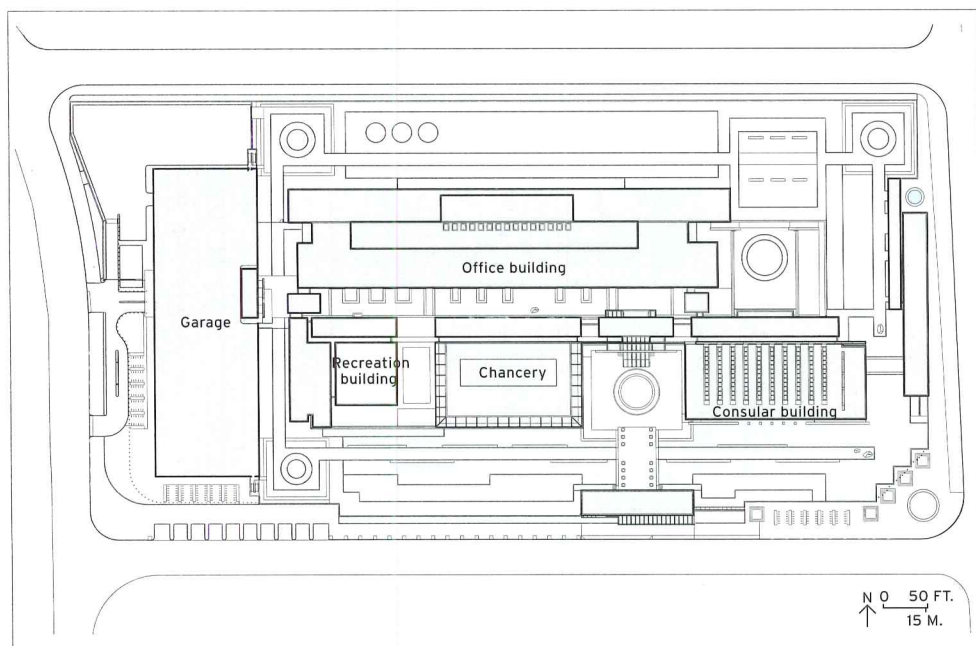 Office building
Garage
Recreation
building
Chancery
Consular building
N 0 50 FT.
15 M.